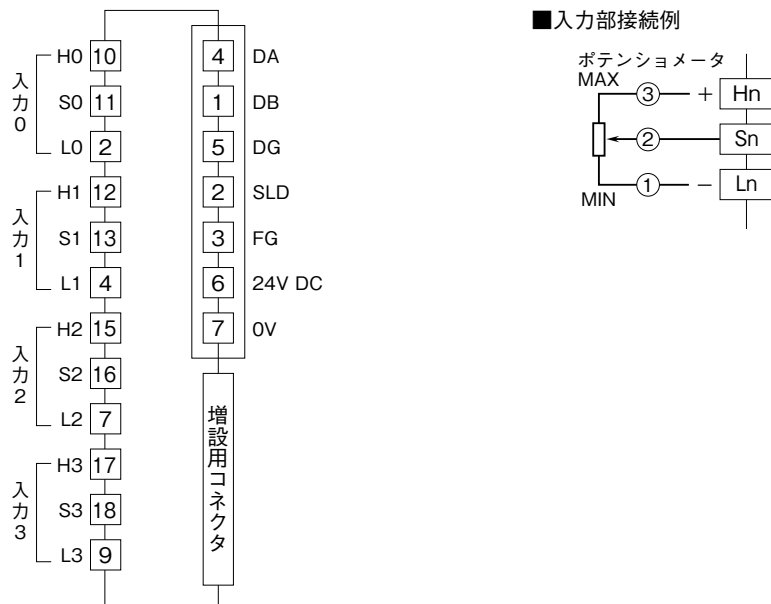 入力0
H0 10
S0 11
L0 2
入力1
H1 12
S1 13
L1 4
入力2
H2 15
S2 16
L2 7
入力3
H3 17
S3 18
L3 9
4 DA
1 DB
5 DG
2 SLD
3 FG
6 24V DC
7 0V
増設用コネクタ
■入力部接続例
ポテンショメータ
MAX
③ + Hn
② Sn
① − Ln
MIN